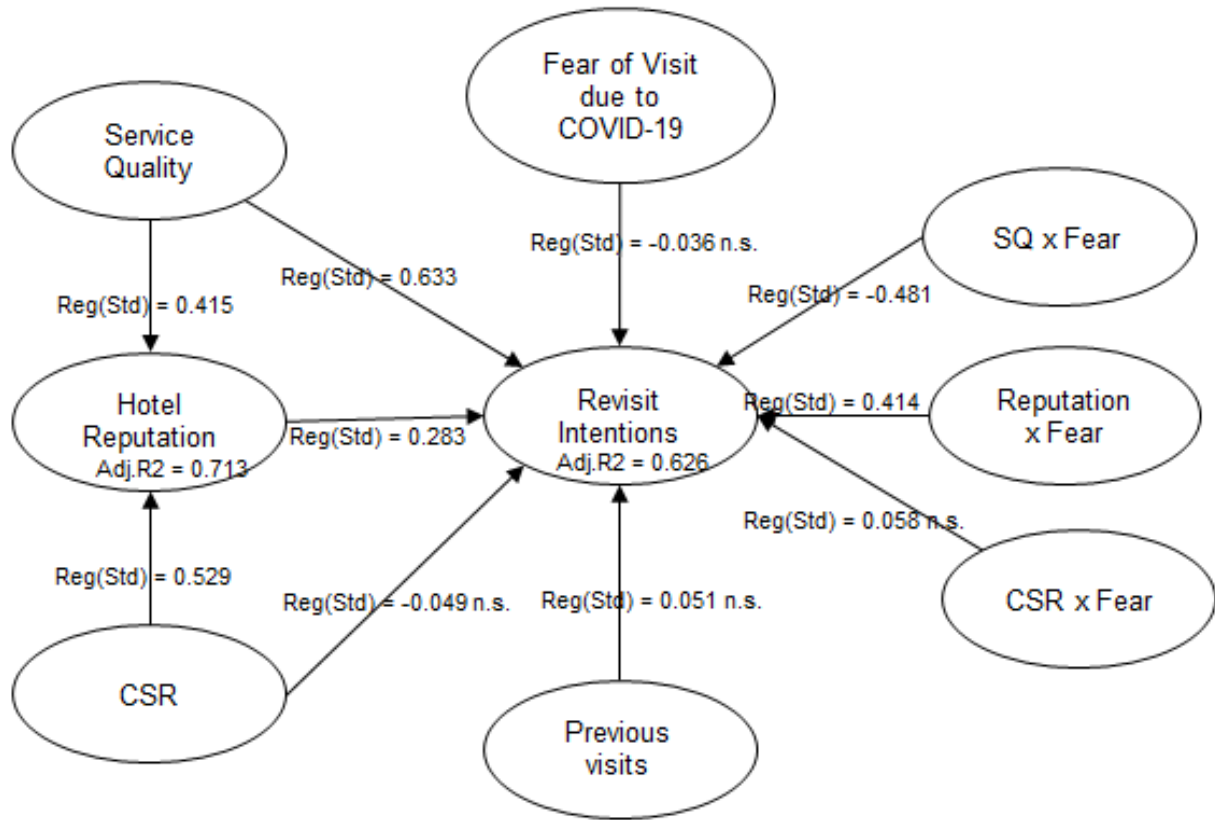 Fear of Visit
due to
COVID-19
Service
Quality
SQ x Fear
Reg(Std) = -0.036 n.s.
Reg(Std) = 0.633
Reg(Std) = -0.481
Reg(Std) = 0.415
Hotel
Reputation
Adj.R2 = 0.713
Reg(Std) = 0.283
Revisit
Intentions
Adj.R2 = 0.626
Reg(Std) = 0.414
Reputation
x Fear
Reg(Std) = 0.058 n.s.
Reg(Std) = 0.529
Reg(Std) = -0.049 n.s.
Reg(Std) = 0.051 n.s.
CSR x Fear
CSR
Previous
visits